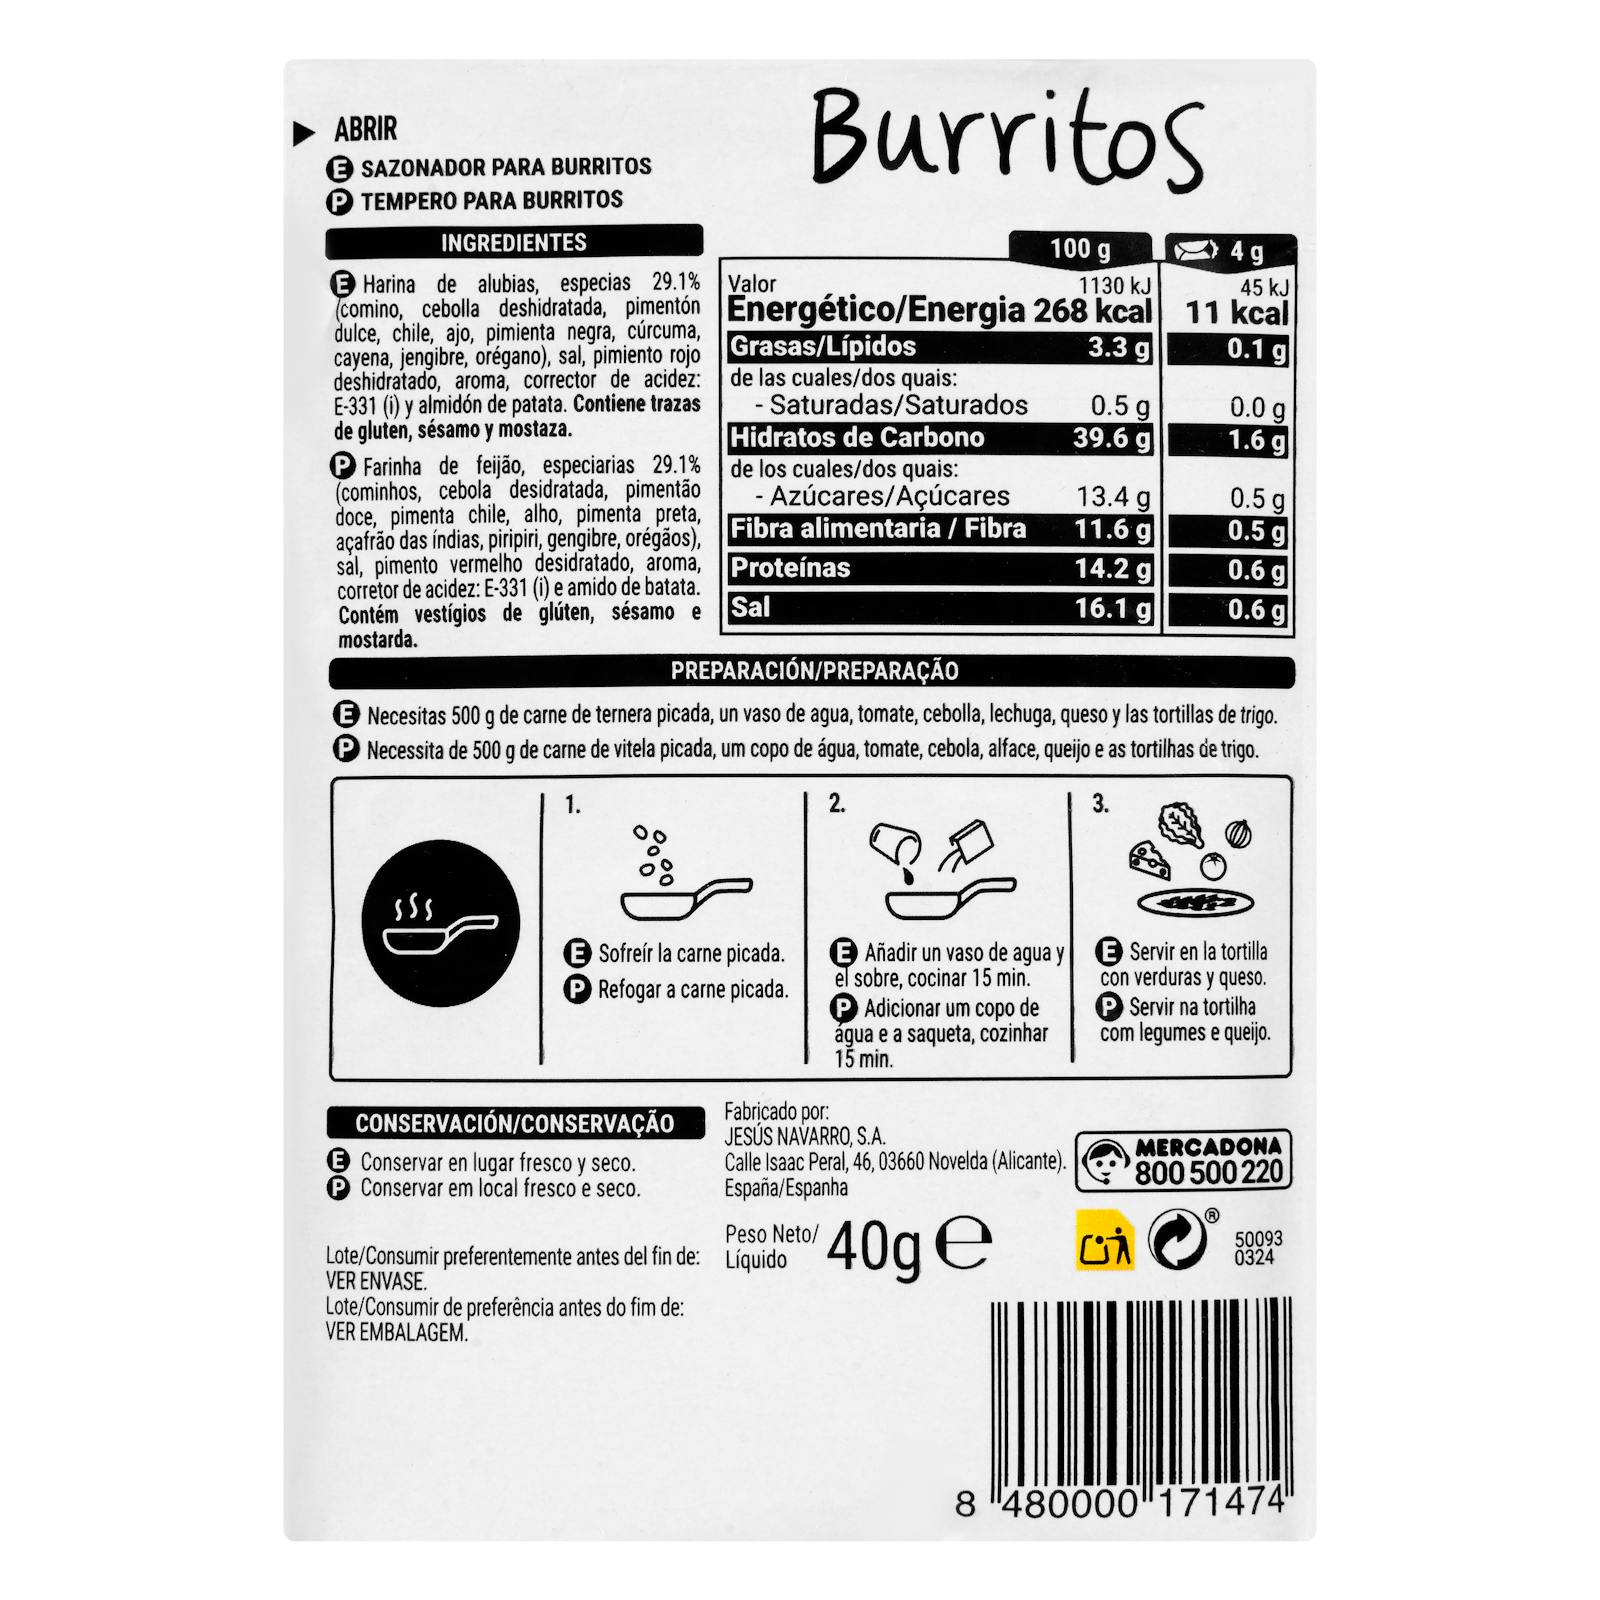 Burritos
ABRIR
E SAZONADOR PARA BURRITOS
P TEMPERO PARA BURRITOS
INGREDIENTES
E Harina de alubias, especias 29.1%
(comino, cebolla deshidratada, pimentón
dulce, chile, ajo, pimienta negra, cúrcuma,
cayena, jengibre, orégano), sal, pimiento rojo
deshidratado, aroma, corrector de acidez:
E-331 (i) y almidón de patata. Contiene trazas
de gluten, sésamo y mostaza.
P Farinha de feijão, especiarias 29.1%
(cominhos, cebola desidratada, pimentão
doce, pimenta chile, alho, pimenta preta,
açafrão das índias, piripiri, gengibre, orégãos),
sal, pimento vermelho desidratado, aroma,
corretor de acidez: E-331 (i) e amido de batata.
Contém vestígios de glúten, sésamo e
mostarda.
100 g 4 g
Valor 1130 kJ 45 kJ
Energético/Energia 268 kcal 11 kcal
Grasas/Lípidos 3.3 g 0.1 g
de las cuales/dos quais:
- Saturadas/Saturados 0.5 g 0.0 g
Hidratos de Carbono 39.6 g 1.6 g
de los cuales/dos quais:
- Azúcares/Açúcares 13.4 g 0.5 g
Fibra alimentaria / Fibra 11.6 g 0.5 g
Proteínas 14.2 g 0.6 g
Sal 16.1 g 0.6 g
PREPARACIÓN/PREPARAÇÃO
E Necesitas 500 g de carne de ternera picada, un vaso de agua, tomate, cebolla, lechuga, queso y las tortillas de trigo.
P Necessita de 500 g de carne de vitela picada, um copo de água, tomate, cebola, alface, queijo e as tortilhas de trigo.
1.
E Sofreír la carne picada.
P Refogar a carne picada.
2.
E Añadir un vaso de agua y
el sobre, cocinar 15 min.
P Adicionar um copo de
água e a saqueta, cozinhar
15 min.
3.
E Servir en la tortilla
con verduras y queso.
P Servir na tortilha
com legumes e queijo.
CONSERVACIÓN/CONSERVAÇÃO
E Conservar en lugar fresco y seco.
P Conservar em local fresco e seco.
Lote/Consumir preferentemente antes del fin de:
VER ENVASE.
Lote/Consumir de preferência antes do fim de:
VER EMBALAGEM.
Fabricado por:
JESÚS NAVARRO, S.A.
Calle Isaac Peral, 46, 03660 Novelda (Alicante).
España/Espanha
MERCADONA
800 500 220
Peso Neto/
Líquido
40g e
®
50093
0324
8 480000 171474